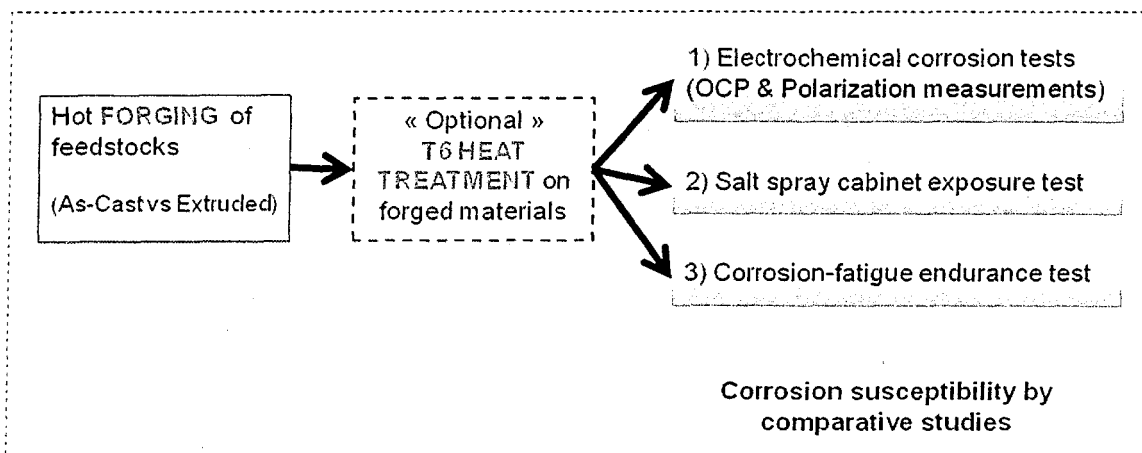 Hot FORGING of
feedstocks
(As-Cast vs Extruded)
« Optional »
T6 HEAT
TREATMENT on
forged materials
1) Electrochemical corrosion tests
(OCP & Polarization measurements)
2) Salt spray cabinet exposure test
3) Corrosion-fatigue endurance test
Corrosion susceptibility by
comparative studies